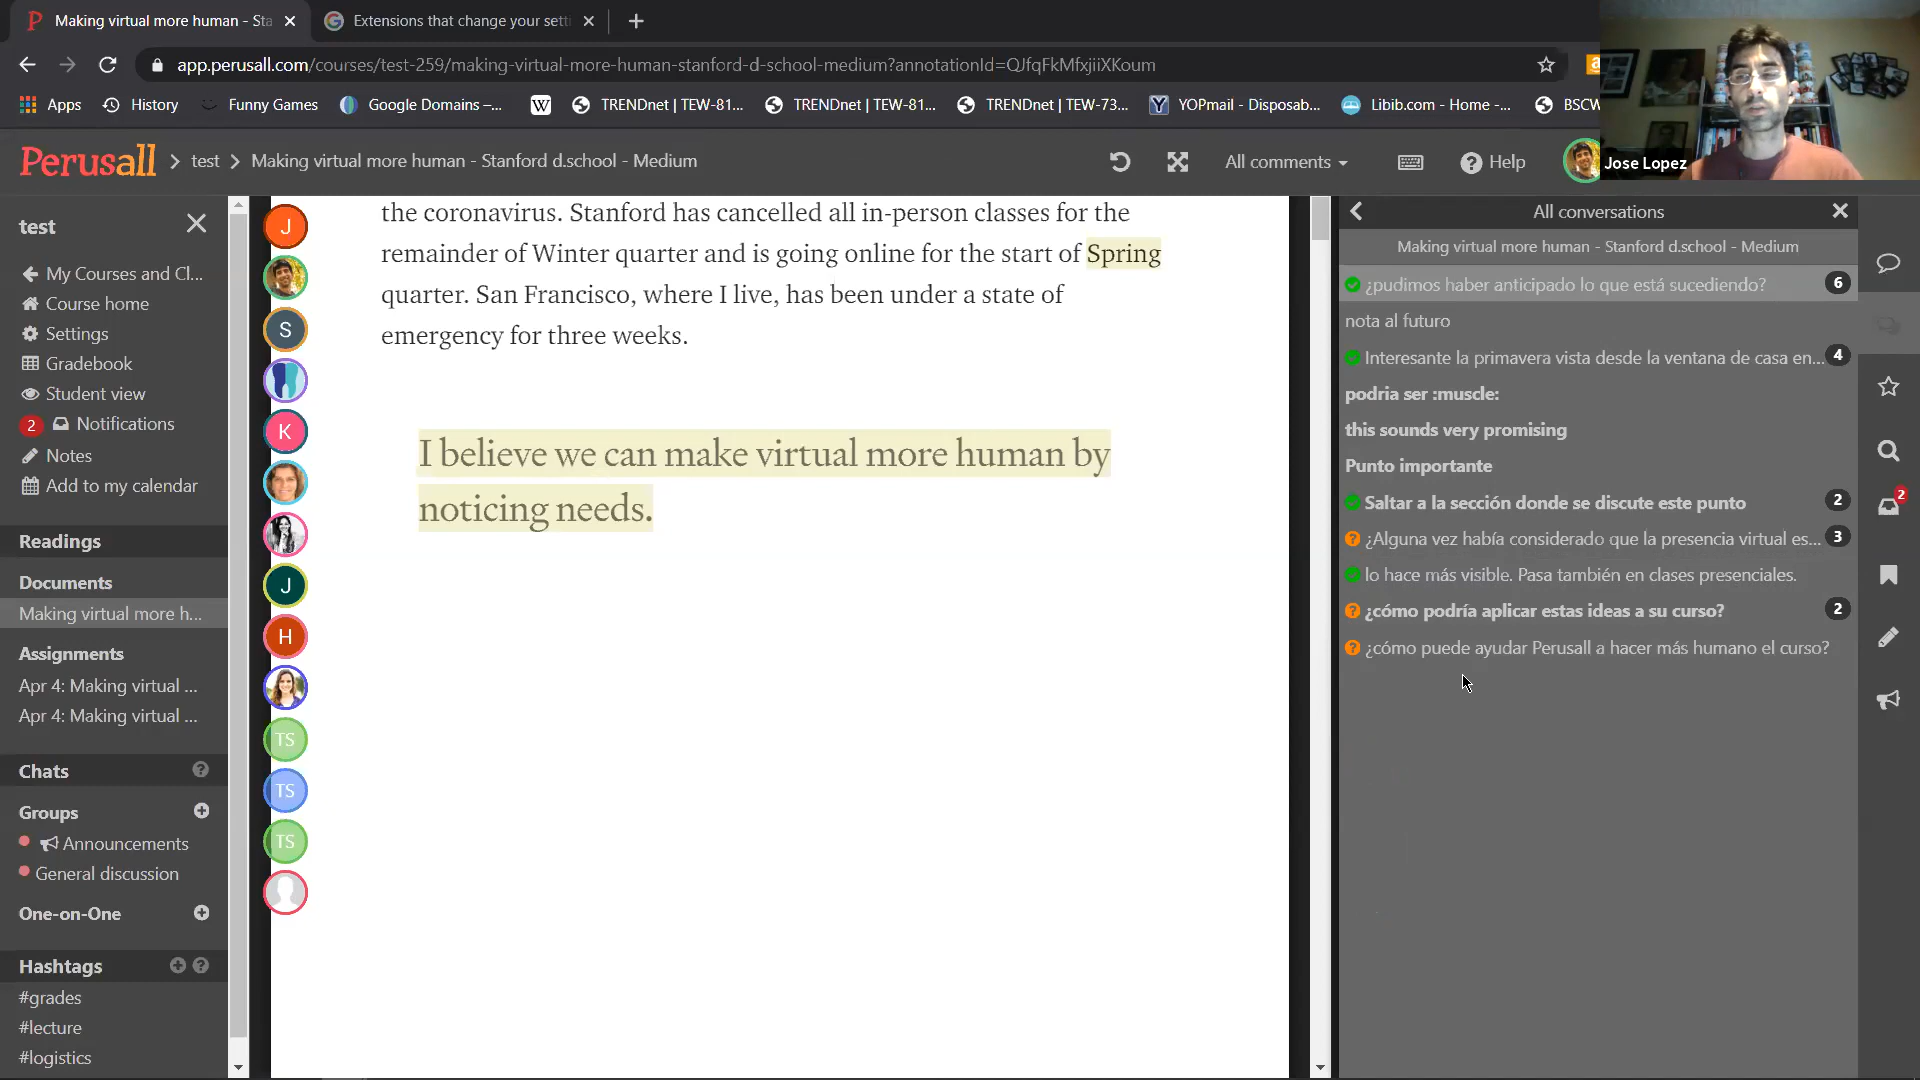 Making virtual more human - Sta
Extensions that change your sett
app.perusall.com/courses/test-259/making-virtual-more-human-stanford-d-school-medium?annotationId=QJfqFkMfxjiiXKoum
Apps
History
Funny Games
Google Domains –...
W
TRENDnet | TEW-81...
TRENDnet | TEW-81...
TRENDnet | TEW-73...
YOPmail - Disposab...
Libib.com - Home -...
BSCW
Perusall
test
Making virtual more human - Stanford d.school - Medium
All comments
Help
Jose Lopez
test
My Courses and Cl...
Course home
Settings
Gradebook
Student view
2 Notifications
Notes
Add to my calendar
Readings
Documents
Making virtual more h...
Assignments
Apr 4: Making virtual ...
Apr 4: Making virtual ...
Chats
Groups
Announcements
General discussion
One-on-One
Hashtags
#grades
#lecture
#logistics
J
S
K
J
H
TS
TS
TS
the coronavirus. Stanford has cancelled all in-person classes for the
remainder of Winter quarter and is going online for the start of Spring
quarter. San Francisco, where I live, has been under a state of
emergency for three weeks.
I believe we can make virtual more human by
noticing needs.
All conversations
Making virtual more human - Stanford d.school - Medium
¿pudimos haber anticipado lo que está sucediendo? 6
nota al futuro
Interesante la primavera vista desde la ventana de casa en... 4
podria ser :muscle:
this sounds very promising
Punto importante
Saltar a la sección donde se discute este punto 2
¿Alguna vez había considerado que la presencia virtual es... 3
lo hace más visible. Pasa también en clases presenciales.
¿cómo podría aplicar estas ideas a su curso? 2
¿cómo puede ayudar Perusall a hacer más humano el curso?
2